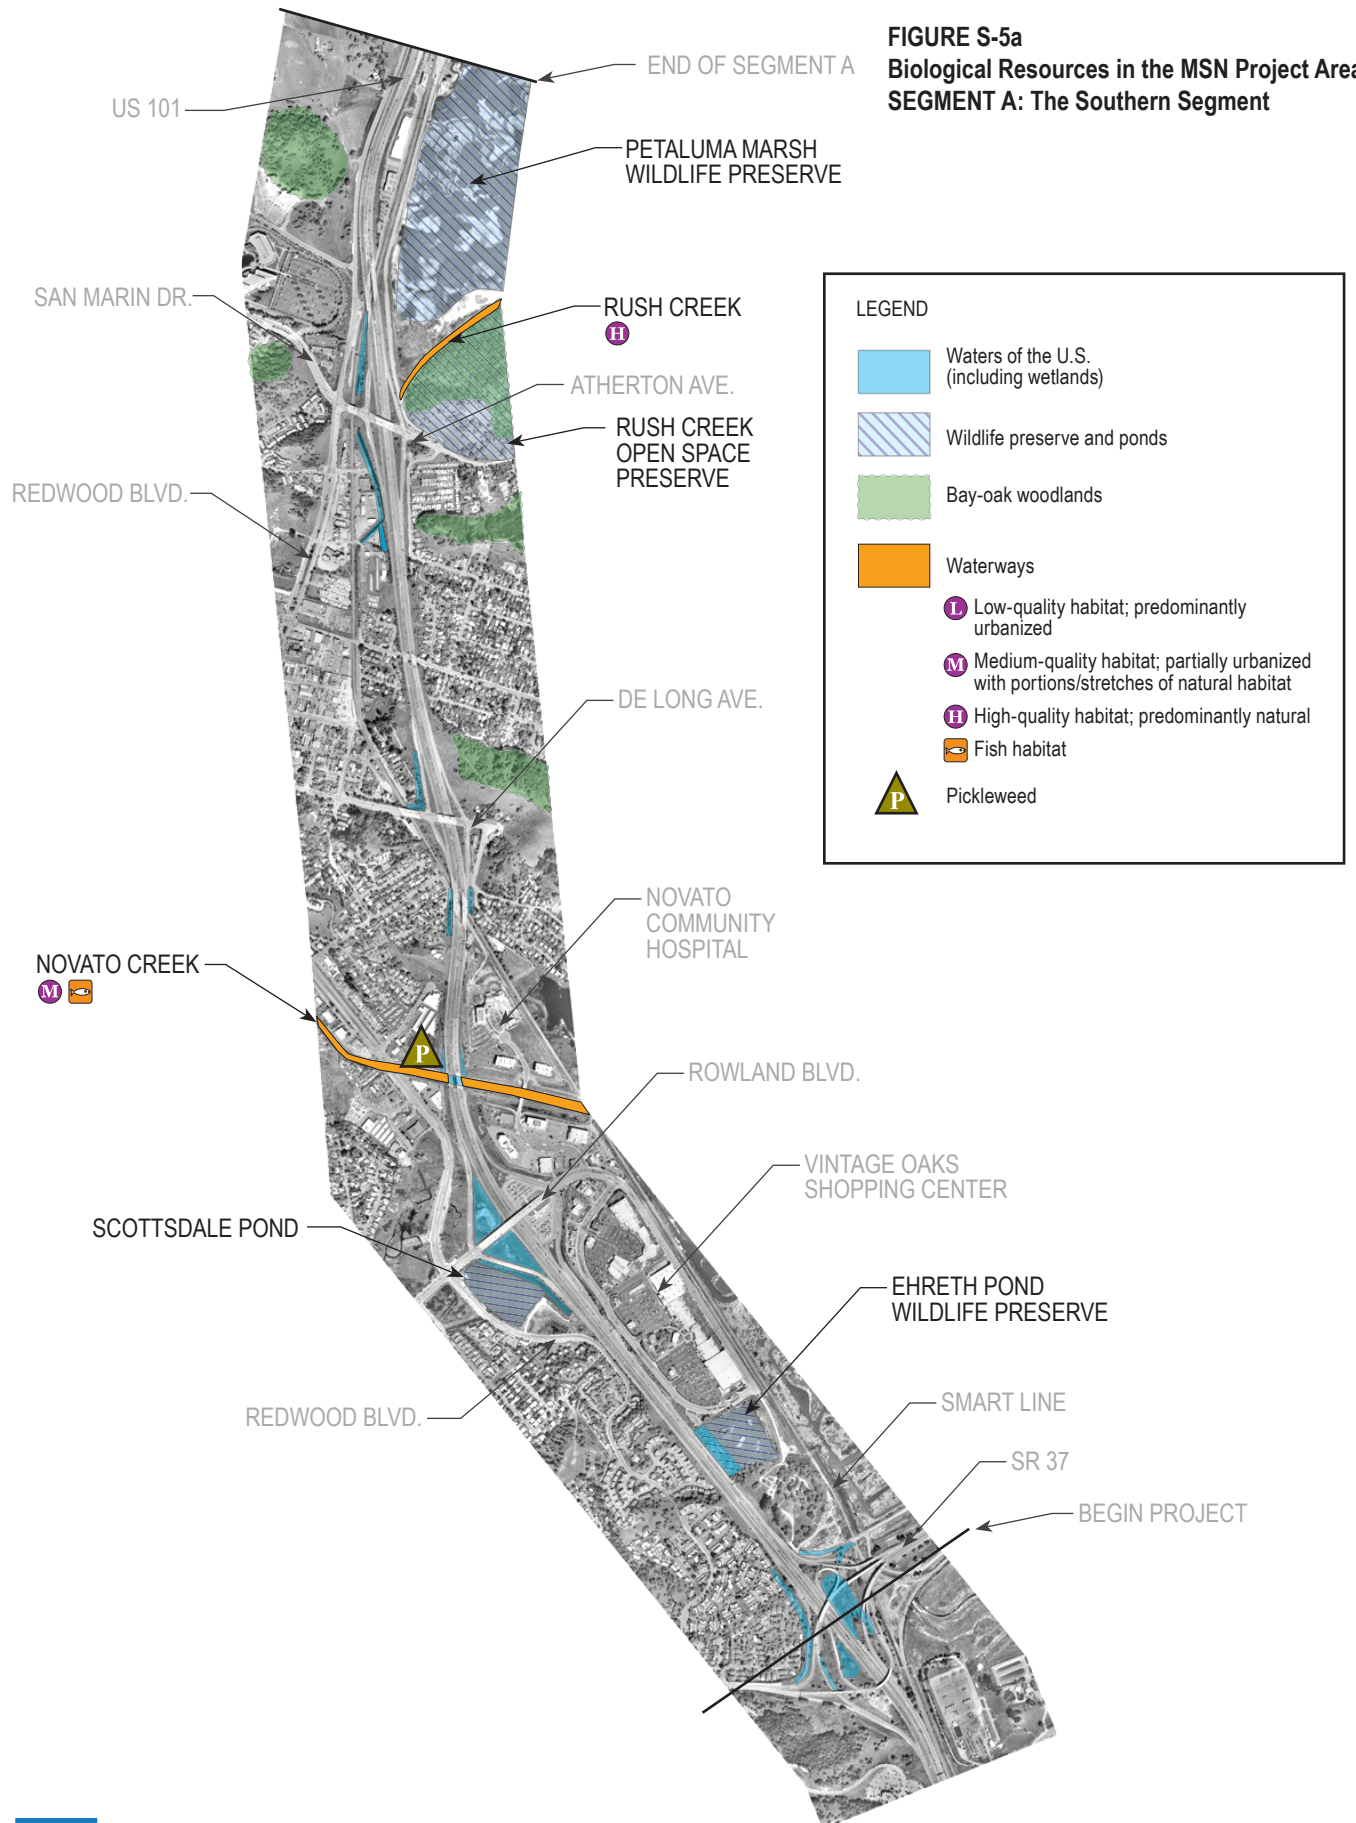 FIGURE S-5a
Biological Resources in the MSN Project Area
SEGMENT A: The Southern Segment
END OF SEGMENT A
US 101
PETALUMA MARSH
WILDLIFE PRESERVE
SAN MARIN DR.
RUSH CREEK
H
ATHERTON AVE.
RUSH CREEK
OPEN SPACE
PRESERVE
REDWOOD BLVD.
LEGEND
Waters of the U.S.
(including wetlands)
Wildlife preserve and ponds
Bay-oak woodlands
Waterways
L Low-quality habitat; predominantly
urbanized
M Medium-quality habitat; partially urbanized
with portions/stretches of natural habitat
H High-quality habitat; predominantly natural
Fish habitat
P Pickleweed
DE LONG AVE.
NOVATO
COMMUNITY
HOSPITAL
NOVATO CREEK
M
P
ROWLAND BLVD.
VINTAGE OAKS
SHOPPING CENTER
SCOTTSDALE POND
EHRETH POND
WILDLIFE PRESERVE
REDWOOD BLVD.
SMART LINE
SR 37
BEGIN PROJECT